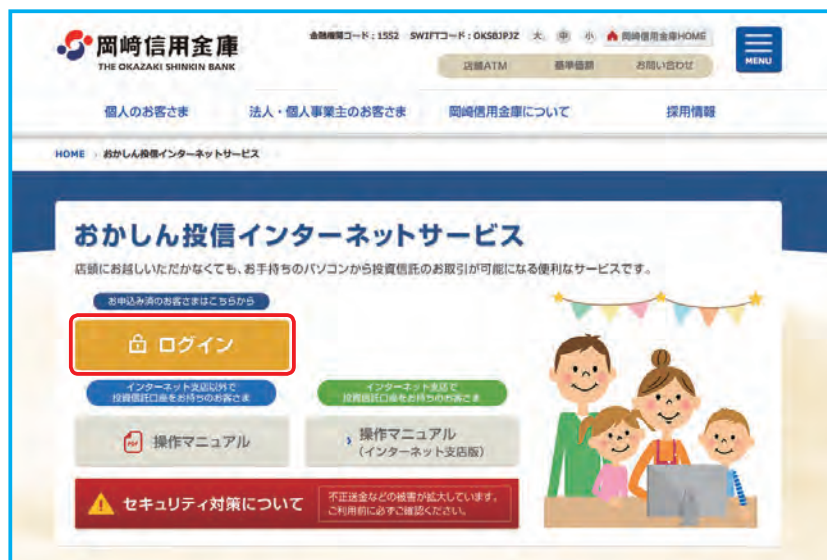 岡崎信用金庫
THE OKAZAKI SHINKIN BANK
金融機関コード：1552 SWIFTコード：OKSBJPJZ 大 中 小 岡崎信用金庫HOME
店舗ATM 基準価額 お問い合わせ
MENU
個人のお客さま 法人・個人事業主のお客さま 岡崎信用金庫について 採用情報
HOME › おかしん投信インターネットサービス
おかしん投信インターネットサービス
店頭にお越しいただかなくても、お手持ちのパソコンから投資信託のお取引が可能になる便利なサービスです。
お申込み済のお客さまはこちらから
ログイン
インターネット支店以外で
投資信託口座をお持ちのお客さま
インターネット支店で
投資信託口座をお持ちのお客さま
PDF 操作マニュアル
› 操作マニュアル
（インターネット支店版）
セキュリティ対策について
不正送金などの被害が拡大しています。
ご利用前に必ずご確認ください。